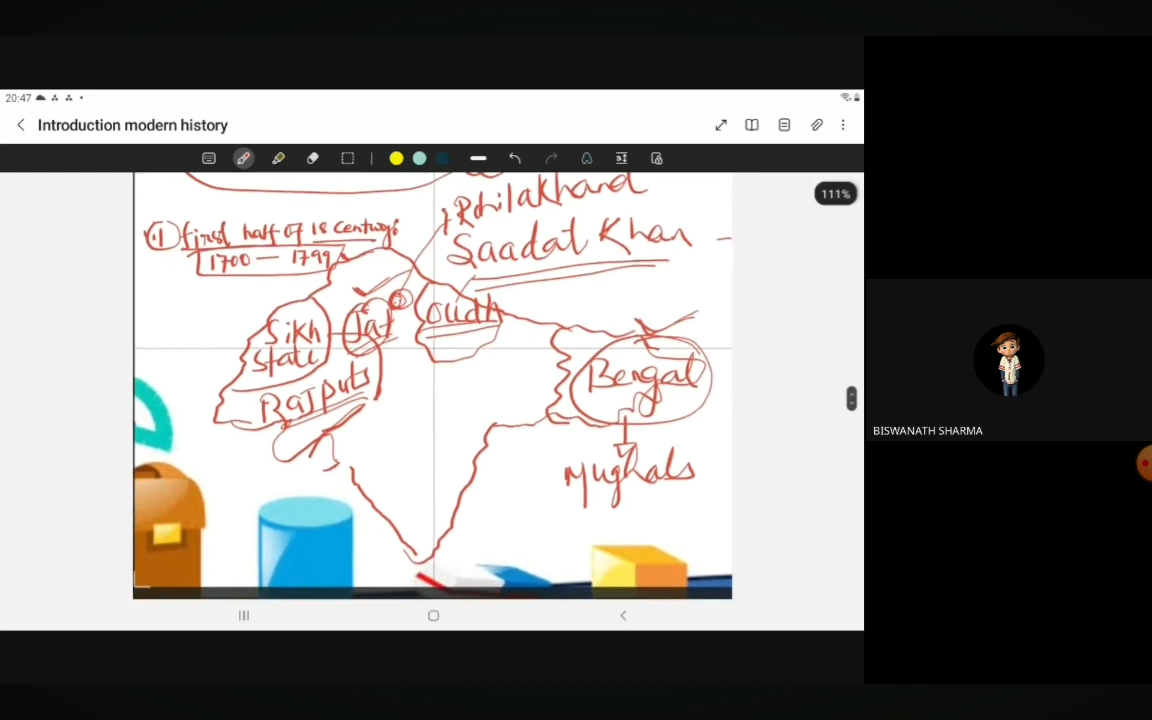 20:47
Introduction modern history
111%
① first half of 18 century:
1700 — 1799
Rohilakhand
Saadat Khan
Sikh
State
Jat
Oudh
Rajputs
Bengal
Mughals
BISWANATH SHARMA